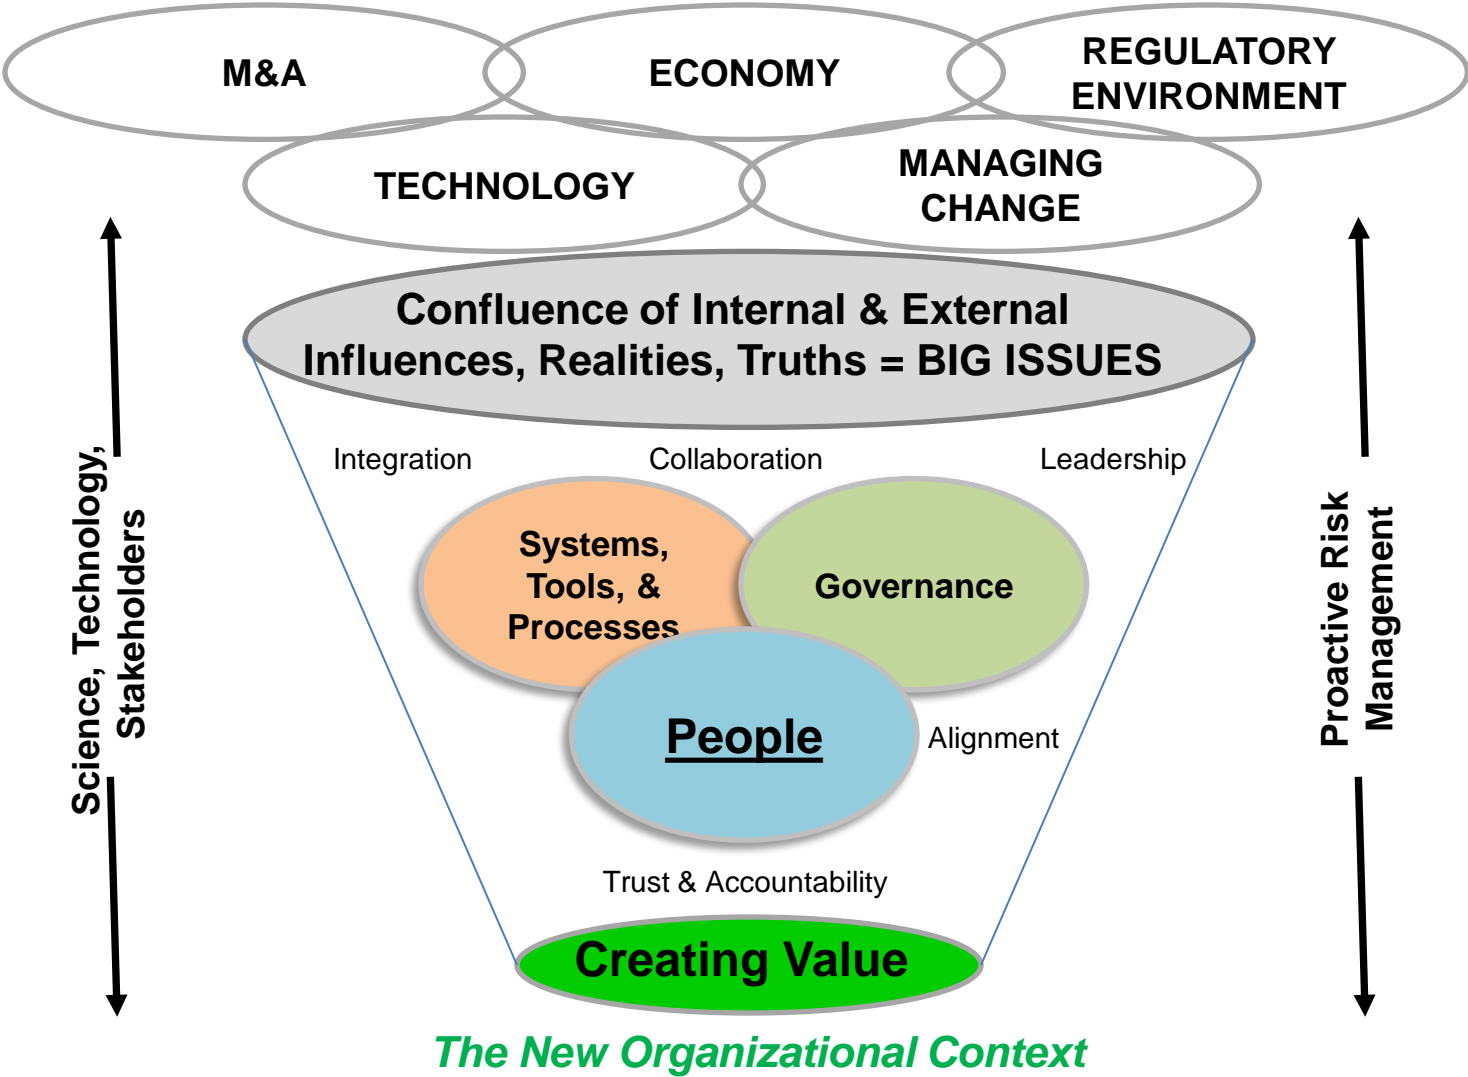 M&A
ECONOMY
REGULATORY
ENVIRONMENT
TECHNOLOGY
MANAGING
CHANGE
Confluence of Internal & External
Influences, Realities, Truths = BIG ISSUES
Integration
Collaboration
Leadership
Science, Technology,
Stakeholders
Systems,
Tools, &
Processes
Governance
Proactive Risk
Management
People
Alignment
Trust & Accountability
Creating Value
The New Organizational Context